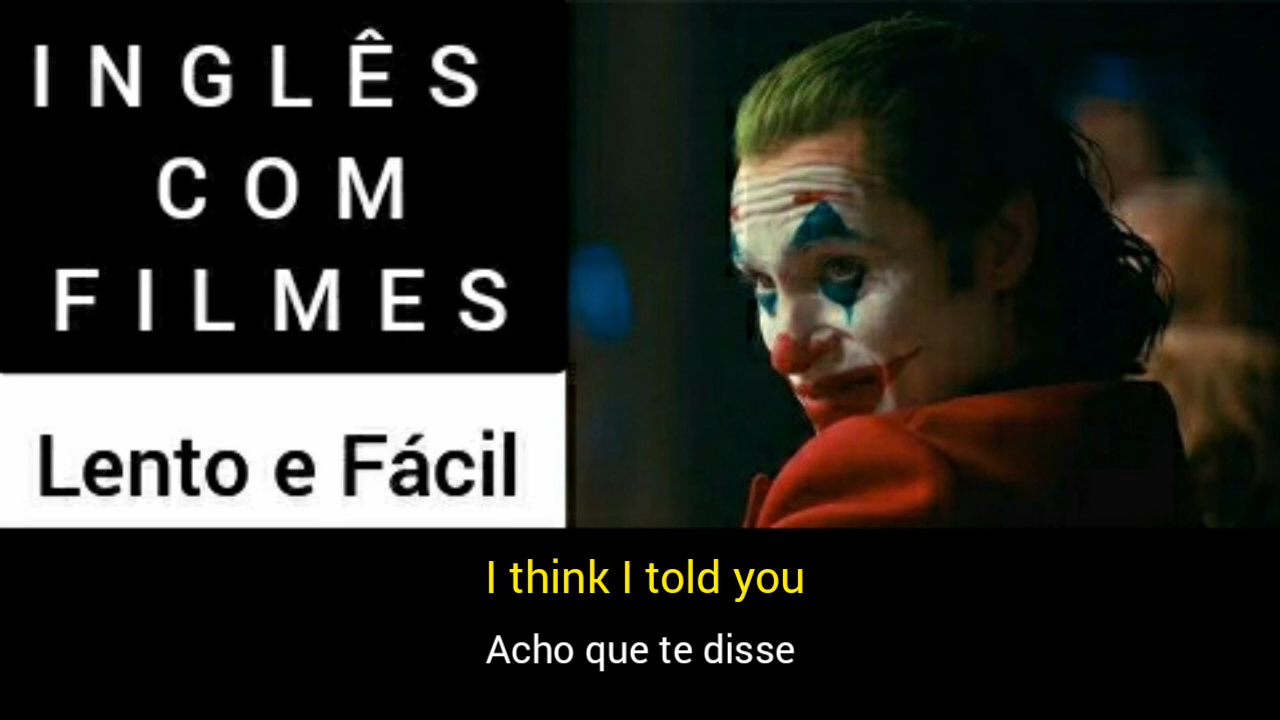 INGLÊS
COM
FILMES
Lento e Fácil
I think I told you
Acho que te disse